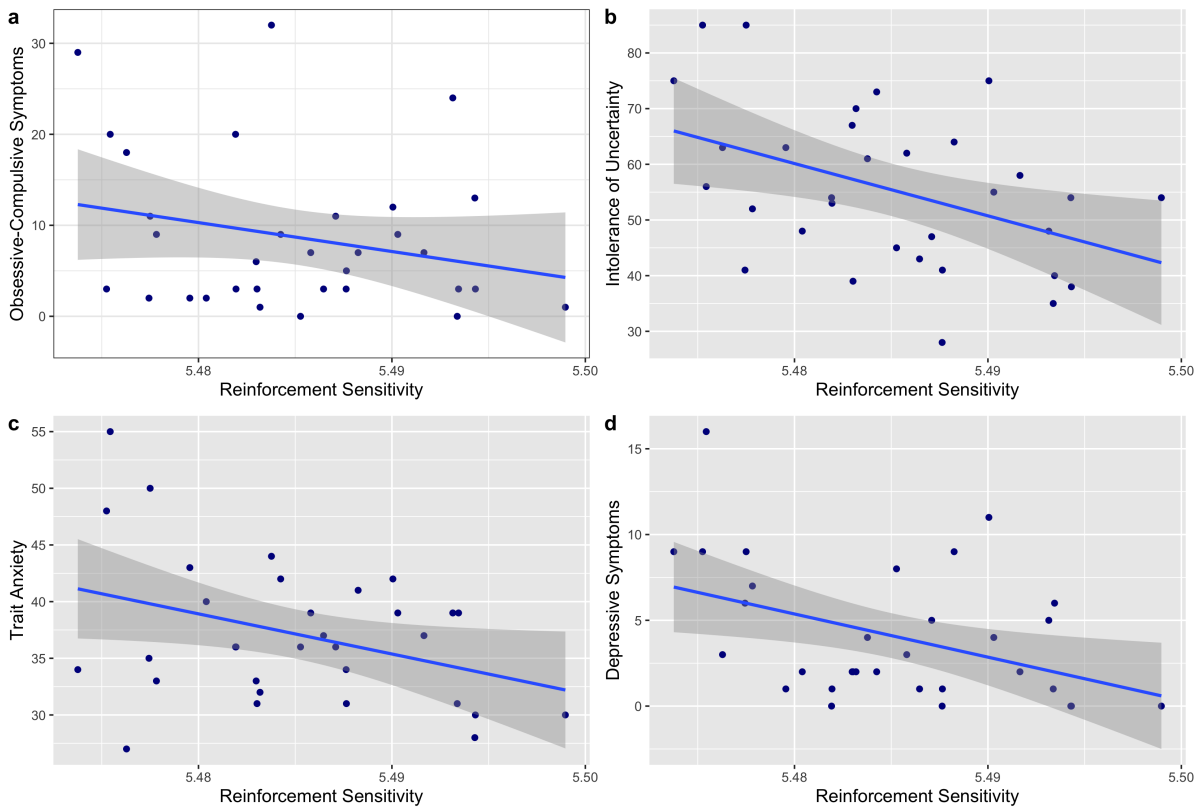 a
Obsessive-Compulsive Symptoms
30
20
10
0
5.48 5.49 5.50
Reinforcement Sensitivity
b
Intolerance of Uncertainty
80
70
60
50
40
30
5.48 5.49 5.50
Reinforcement Sensitivity
c
Trait Anxiety
55
50
45
40
35
30
5.48 5.49 5.50
Reinforcement Sensitivity
d
Depressive Symptoms
15
10
5
0
5.48 5.49 5.50
Reinforcement Sensitivity